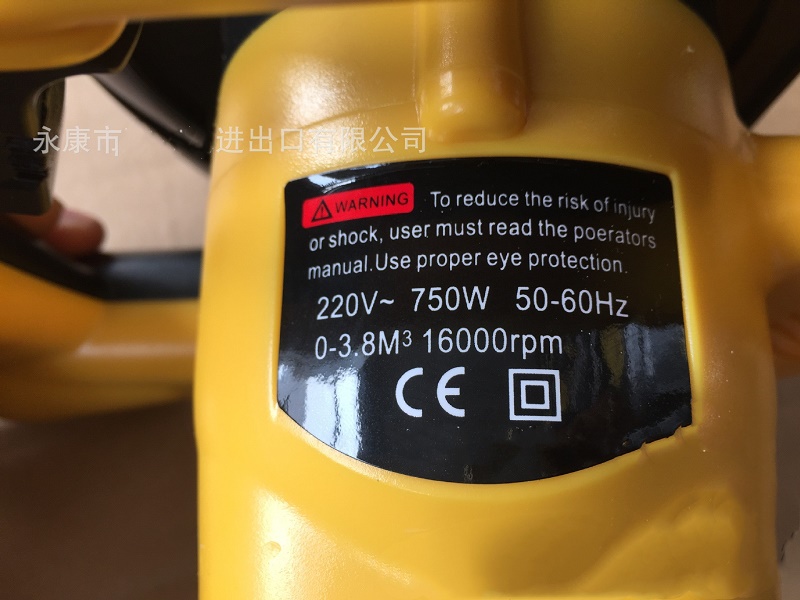 永康市 进出口有限公司
WARNING To reduce the risk of injury
or shock, user must read the poerators
manual.Use proper eye protection.
220V~ 750W 50-60Hz
0-3.8M³ 16000rpm
CE